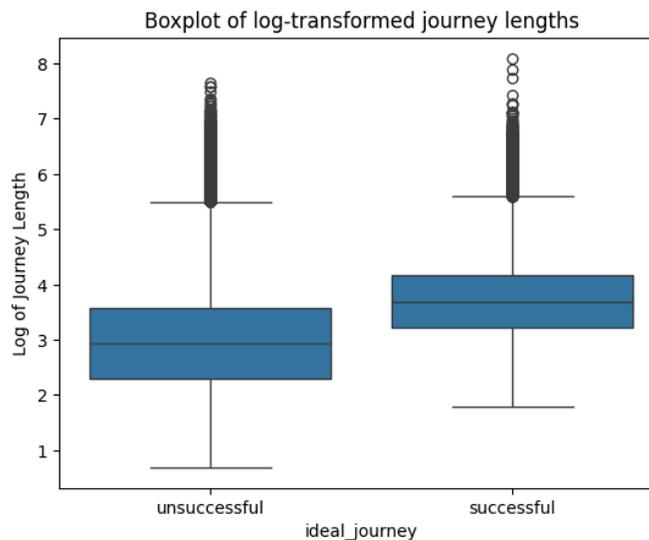 Boxplot of log-transformed journey lengths
8
7
6
5
4
3
2
1
Log of Journey Length
unsuccessful
successful
ideal_journey